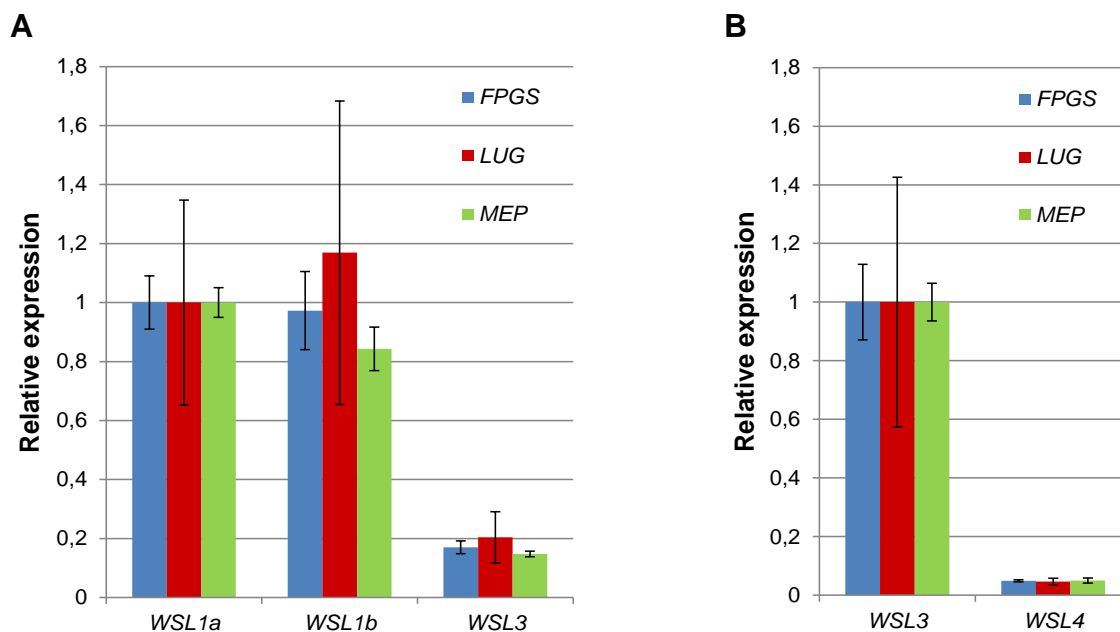 A
Relative expression
1,8
1,6
1,4
1,2
1
0,8
0,6
0,4
0,2
0
FPGS
LUG
MEP
WSL1a
WSL1b
WSL3
B
Relative expression
1,8
1,6
1,4
1,2
1
0,8
0,6
0,4
0,2
0
FPGS
LUG
MEP
WSL3
WSL4